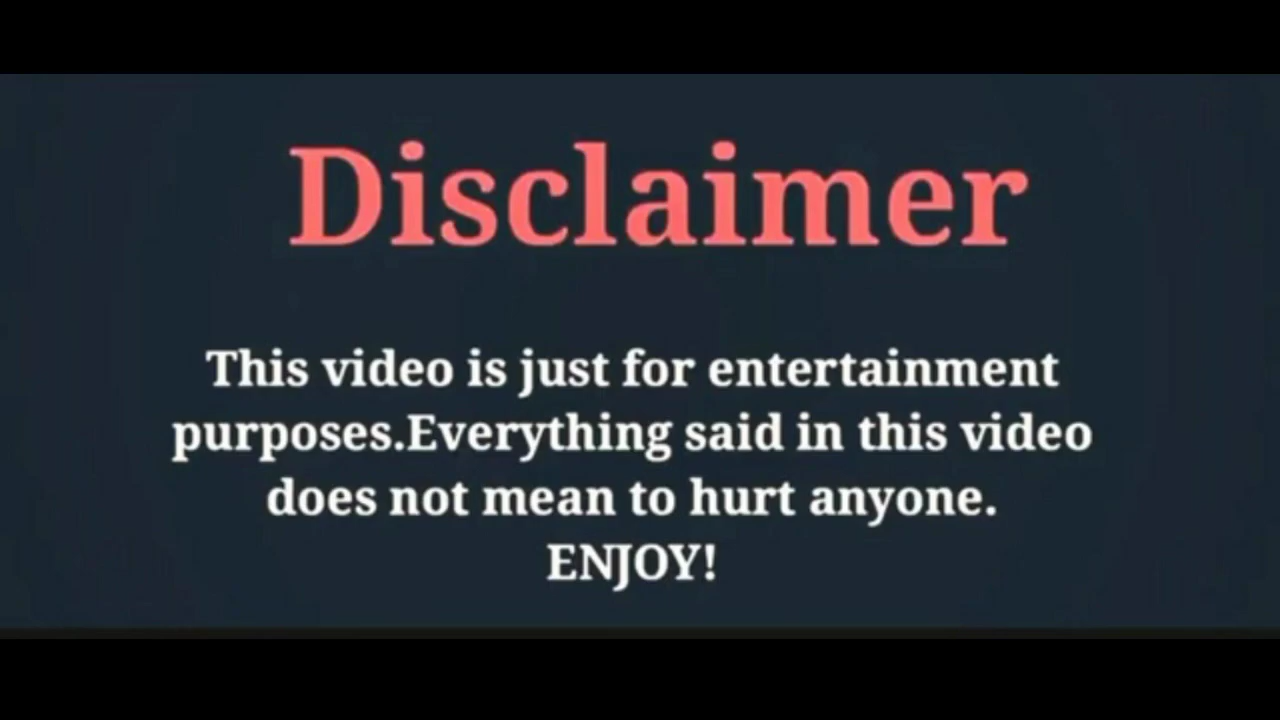 Disclaimer
This video is just for entertainment
purposes.Everything said in this video
does not mean to hurt anyone.
ENJOY!